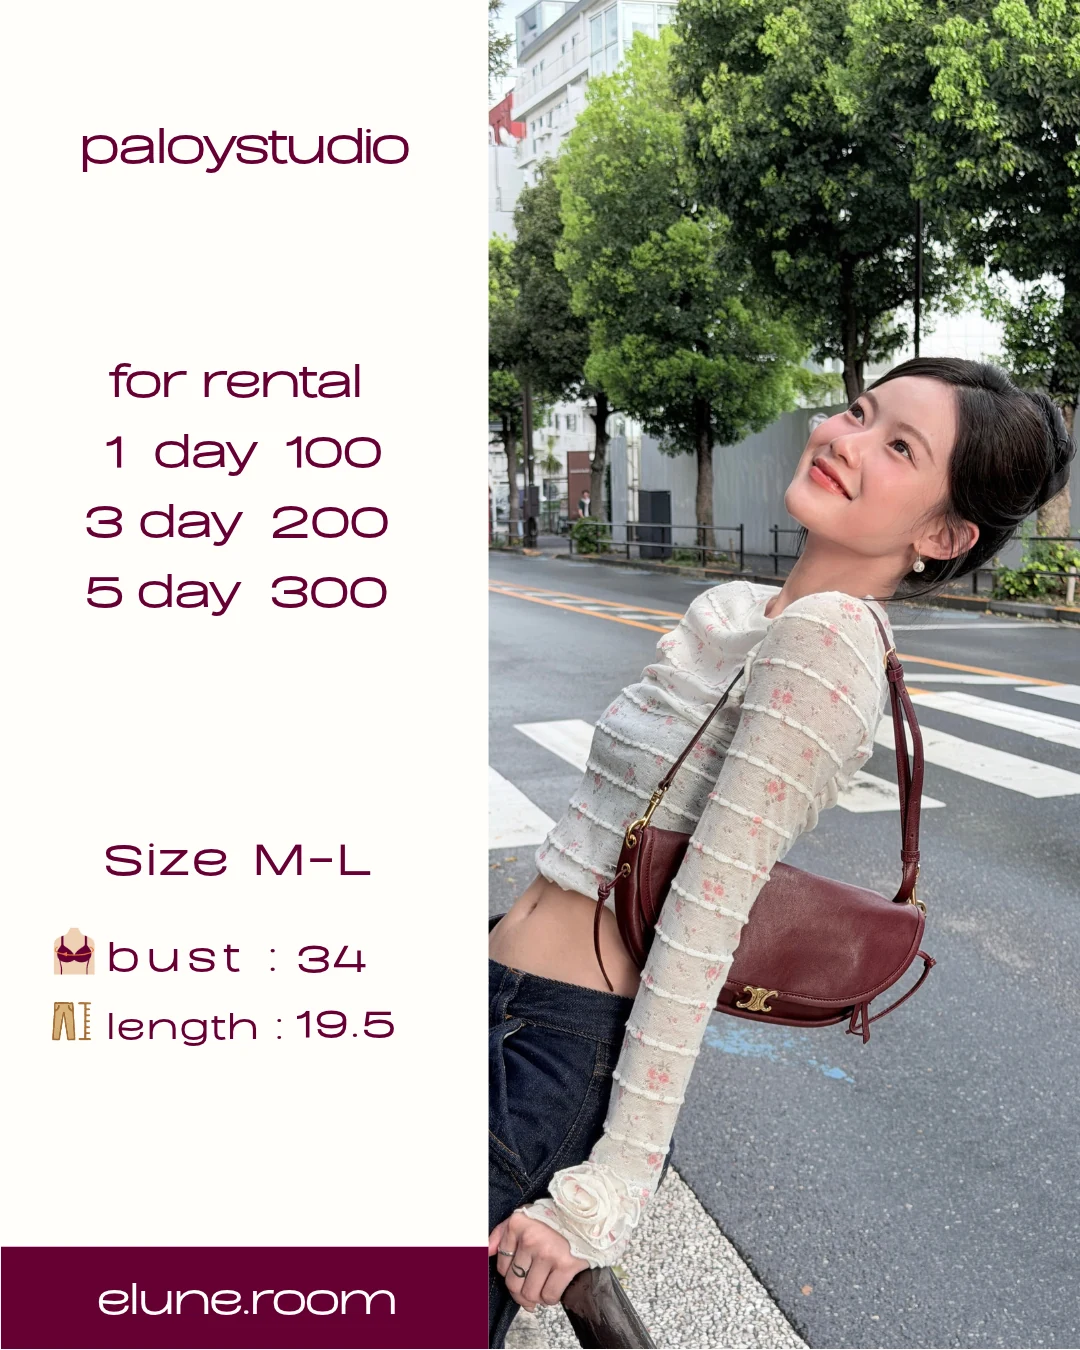 paloystudio
for rental
1 day 100
3 day 200
5 day 300
Size M-L
bust : 34
length : 19.5
elune.room